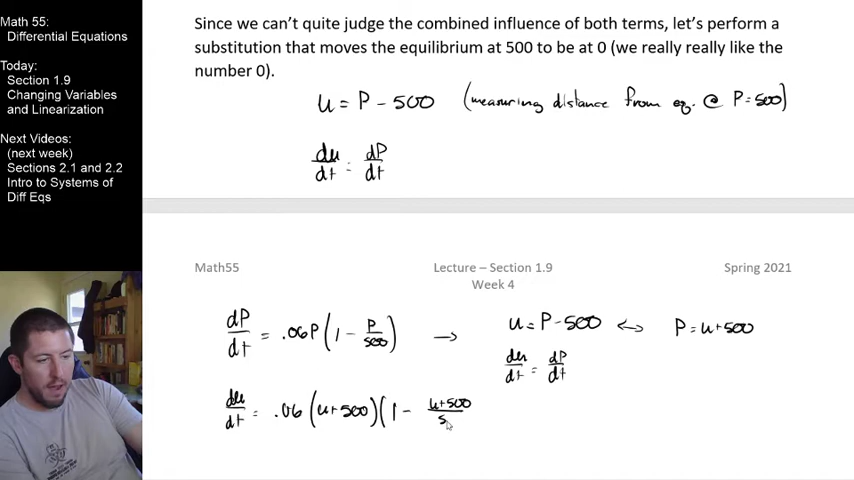 Math 55:
Differential Equations
Today:
Section 1.9
Changing Variables
and Linearization
Next Videos:
(next week)
Sections 2.1 and 2.2
Intro to Systems of
Diff Eqs
Since we can't quite judge the combined influence of both terms, let's perform a
substitution that moves the equilibrium at 500 to be at 0 (we really really like the
number 0).
u = P - 500 (measuring distance from eq. @ P=500)
du/dt = dP/dt
Math55 Lecture – Section 1.9 Spring 2021
Week 4
dP/dt = .06P(1 - P/500) → u = P - 500 ↔ P = u+500
du/dt = dP/dt
du/dt = .06(u+500)(1 - u+500/5